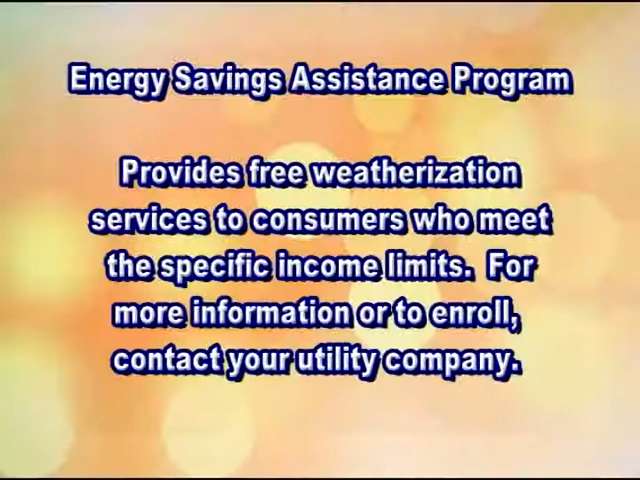 Energy Savings Assistance Program
Provides free weatherization
services to consumers who meet
the specific income limits.  For
more information or to enroll,
contact your utility company.